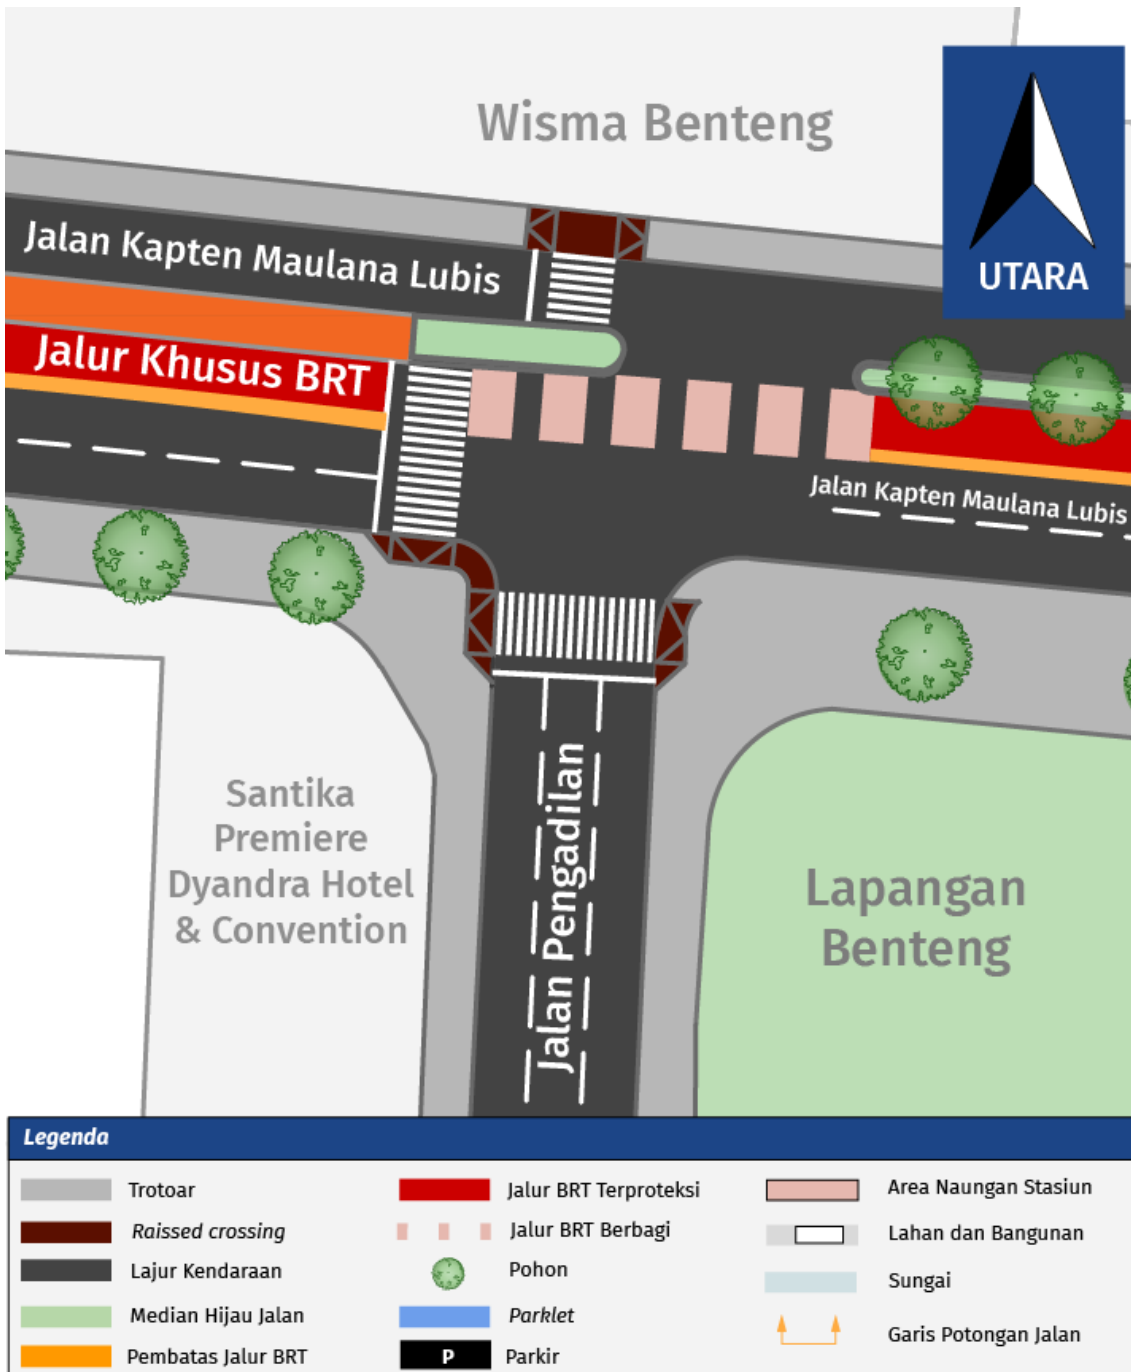 Wisma Benteng
UTARA
Jalan Kapten Maulana Lubis
Jalur Khusus BRT
Jalan Kapten Maulana Lubis
Jalan Pengadilan
Santika
Premiere
Dyandra Hotel
& Convention
Lapangan
Benteng
Legenda
Trotoar
Raissed crossing
Lajur Kendaraan
Median Hijau Jalan
Pembatas Jalur BRT
Jalur BRT Terproteksi
Jalur BRT Berbagi
Pohon
Parklet
P
Parkir
Area Naungan Stasiun
Lahan dan Bangunan
Sungai
Garis Potongan Jalan